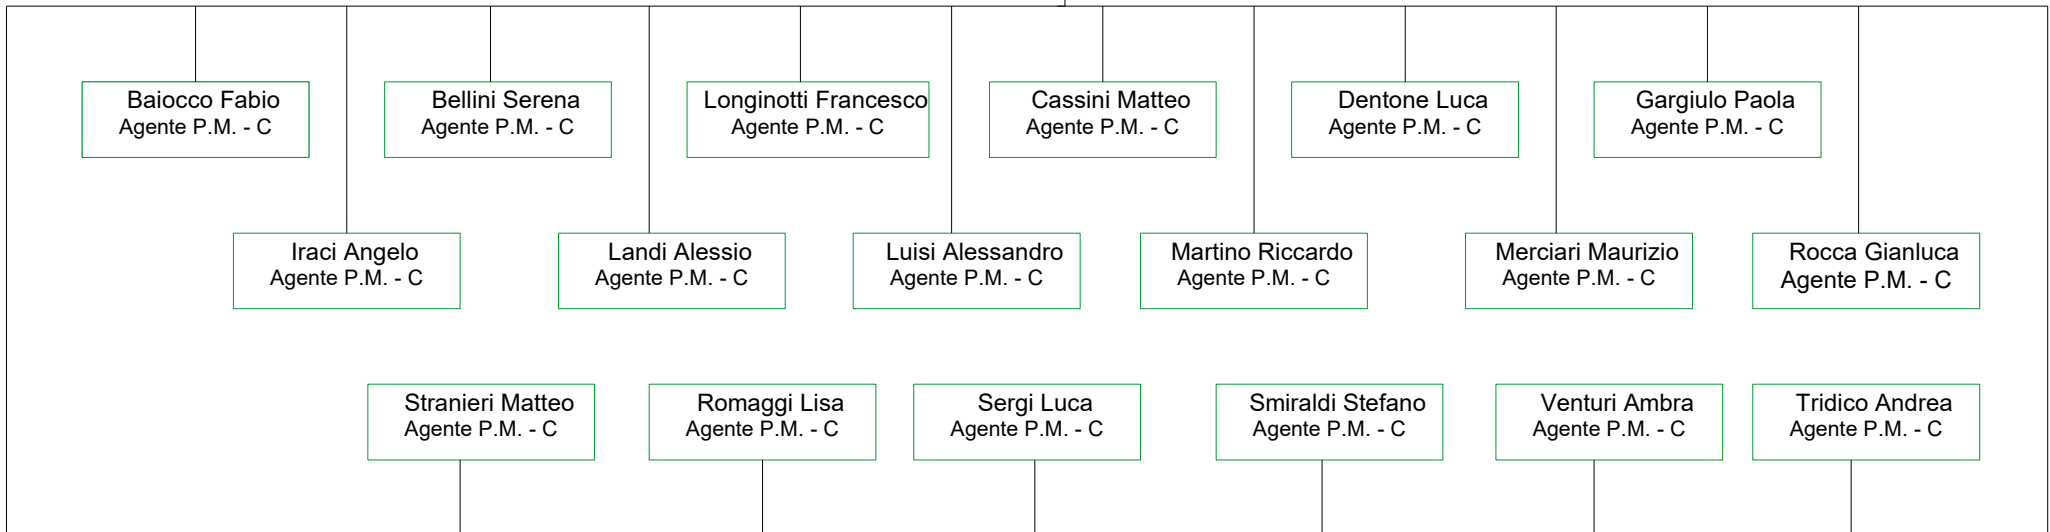 Baiocco Fabio
Agente P.M. - C
Bellini Serena
Agente P.M. - C
Longinotti Francesco
Agente P.M. - C
Cassini Matteo
Agente P.M. - C
Dentone Luca
Agente P.M. - C
Gargiulo Paola
Agente P.M. - C
Iraci Angelo
Agente P.M. - C
Landi Alessio
Agente P.M. - C
Luisi Alessandro
Agente P.M. - C
Martino Riccardo
Agente P.M. - C
Merciari Maurizio
Agente P.M. - C
Rocca Gianluca
Agente P.M. - C
Stranieri Matteo
Agente P.M. - C
Romaggi Lisa
Agente P.M. - C
Sergi Luca
Agente P.M. - C
Smiraldi Stefano
Agente P.M. - C
Venturi Ambra
Agente P.M. - C
Tridico Andrea
Agente P.M. - C